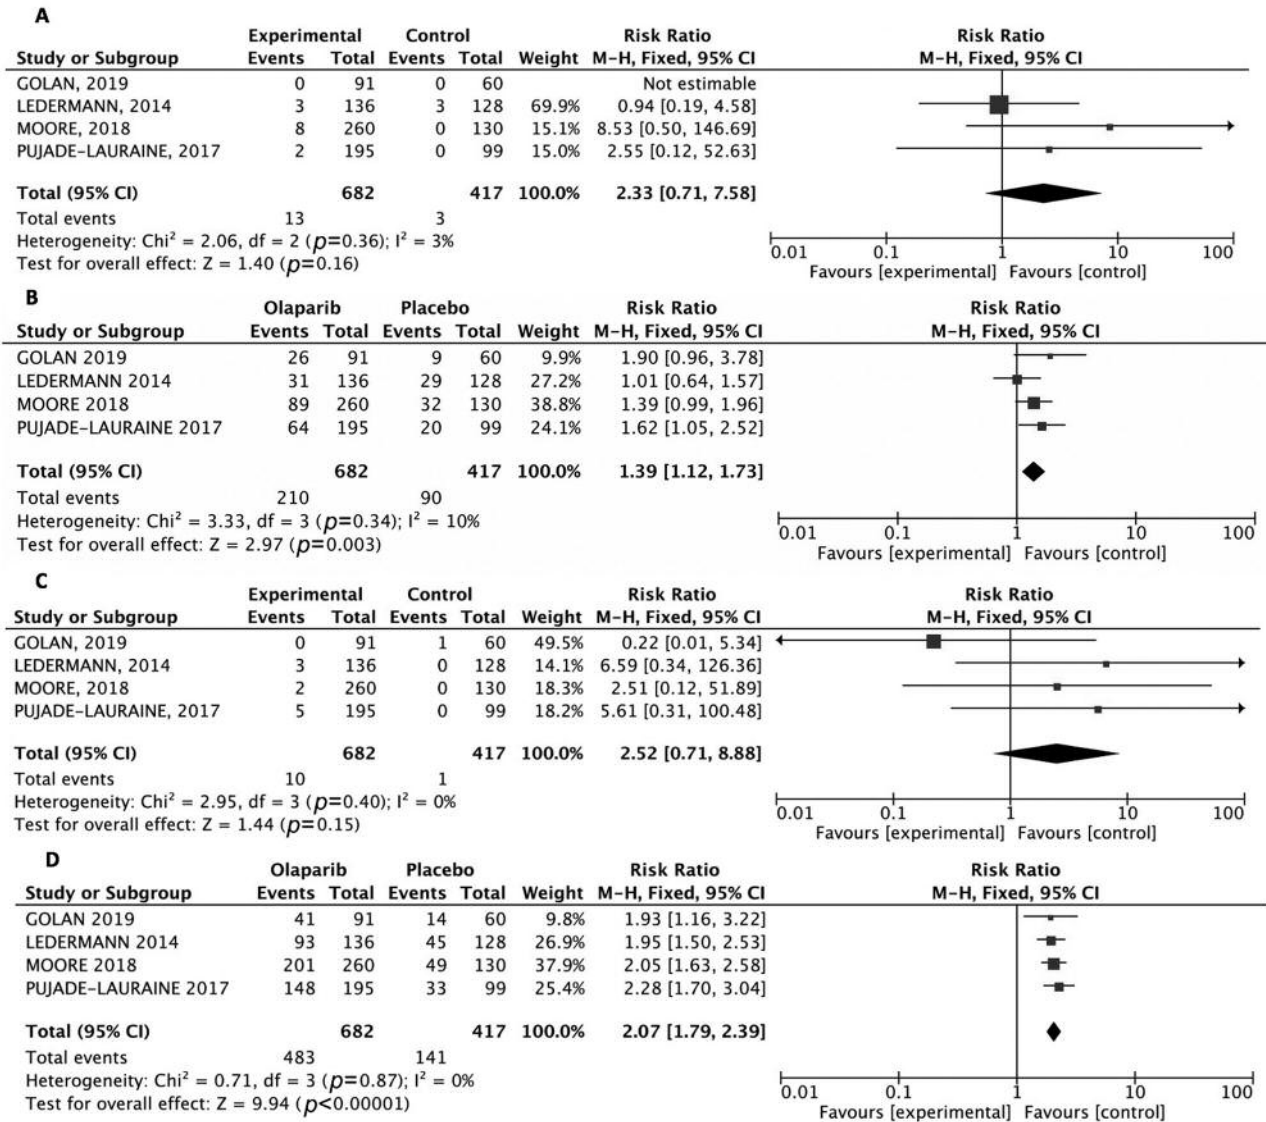 A
Experimental Control Risk Ratio Risk Ratio
Study or Subgroup Events Total Events Total Weight M-H, Fixed, 95% CI M-H, Fixed, 95% CI
GOLAN, 2019 0 91 0 60 Not estimable
LEDERMANN, 2014 3 136 3 128 69.9% 0.94 [0.19, 4.58]
MOORE, 2018 8 260 0 130 15.1% 8.53 [0.50, 146.69]
PUJADE-LAURAINE, 2017 2 195 0 99 15.0% 2.55 [0.12, 52.63]
Total (95% CI) 682 417 100.0% 2.33 [0.71, 7.58]
Total events 13 3
Heterogeneity: Chi² = 2.06, df = 2 (p=0.36); I² = 3%
Test for overall effect: Z = 1.40 (p=0.16)
0.01 0.1 1 10 100
Favours [experimental] Favours [control]
B
Olaparib Placebo Risk Ratio Risk Ratio
Study or Subgroup Events Total Events Total Weight M-H, Fixed, 95% CI M-H, Fixed, 95% CI
GOLAN 2019 26 91 9 60 9.9% 1.90 [0.96, 3.78]
LEDERMANN 2014 31 136 29 128 27.2% 1.01 [0.64, 1.57]
MOORE 2018 89 260 32 130 38.8% 1.39 [0.99, 1.96]
PUJADE-LAURAINE 2017 64 195 20 99 24.1% 1.62 [1.05, 2.52]
Total (95% CI) 682 417 100.0% 1.39 [1.12, 1.73]
Total events 210 90
Heterogeneity: Chi² = 3.33, df = 3 (p=0.34); I² = 10%
Test for overall effect: Z = 2.97 (p=0.003)
0.01 0.1 1 10 100
Favours [experimental] Favours [control]
C
Experimental Control Risk Ratio Risk Ratio
Study or Subgroup Events Total Events Total Weight M-H, Fixed, 95% CI M-H, Fixed, 95% CI
GOLAN, 2019 0 91 1 60 49.5% 0.22 [0.01, 5.34]
LEDERMANN, 2014 3 136 0 128 14.1% 6.59 [0.34, 126.36]
MOORE, 2018 2 260 0 130 18.3% 2.51 [0.12, 51.89]
PUJADE-LAURAINE, 2017 5 195 0 99 18.2% 5.61 [0.31, 100.48]
Total (95% CI) 682 417 100.0% 2.52 [0.71, 8.88]
Total events 10 1
Heterogeneity: Chi² = 2.95, df = 3 (p=0.40); I² = 0%
Test for overall effect: Z = 1.44 (p=0.15)
0.01 0.1 1 10 100
Favours [experimental] Favours [control]
D
Olaparib Placebo Risk Ratio Risk Ratio
Study or Subgroup Events Total Events Total Weight M-H, Fixed, 95% CI M-H, Fixed, 95% CI
GOLAN 2019 41 91 14 60 9.8% 1.93 [1.16, 3.22]
LEDERMANN 2014 93 136 45 128 26.9% 1.95 [1.50, 2.53]
MOORE 2018 201 260 49 130 37.9% 2.05 [1.63, 2.58]
PUJADE-LAURAINE 2017 148 195 33 99 25.4% 2.28 [1.70, 3.04]
Total (95% CI) 682 417 100.0% 2.07 [1.79, 2.39]
Total events 483 141
Heterogeneity: Chi² = 0.71, df = 3 (p=0.87); I² = 0%
Test for overall effect: Z = 9.94 (p<0.00001)
0.01 0.1 1 10 100
Favours [experimental] Favours [control]